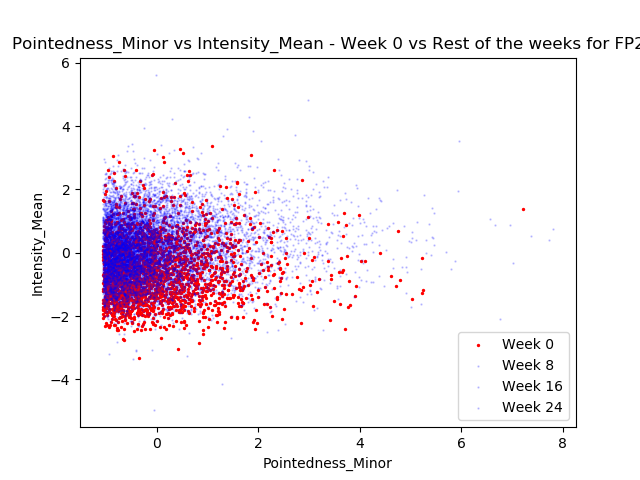 Pointedness_Minor vs Intensity_Mean - Week 0 vs Rest of the weeks for FP2
6
4
2
0
−2
−4
Intensity_Mean
0
2
4
6
8
Pointedness_Minor
Week 0
Week 8
Week 16
Week 24